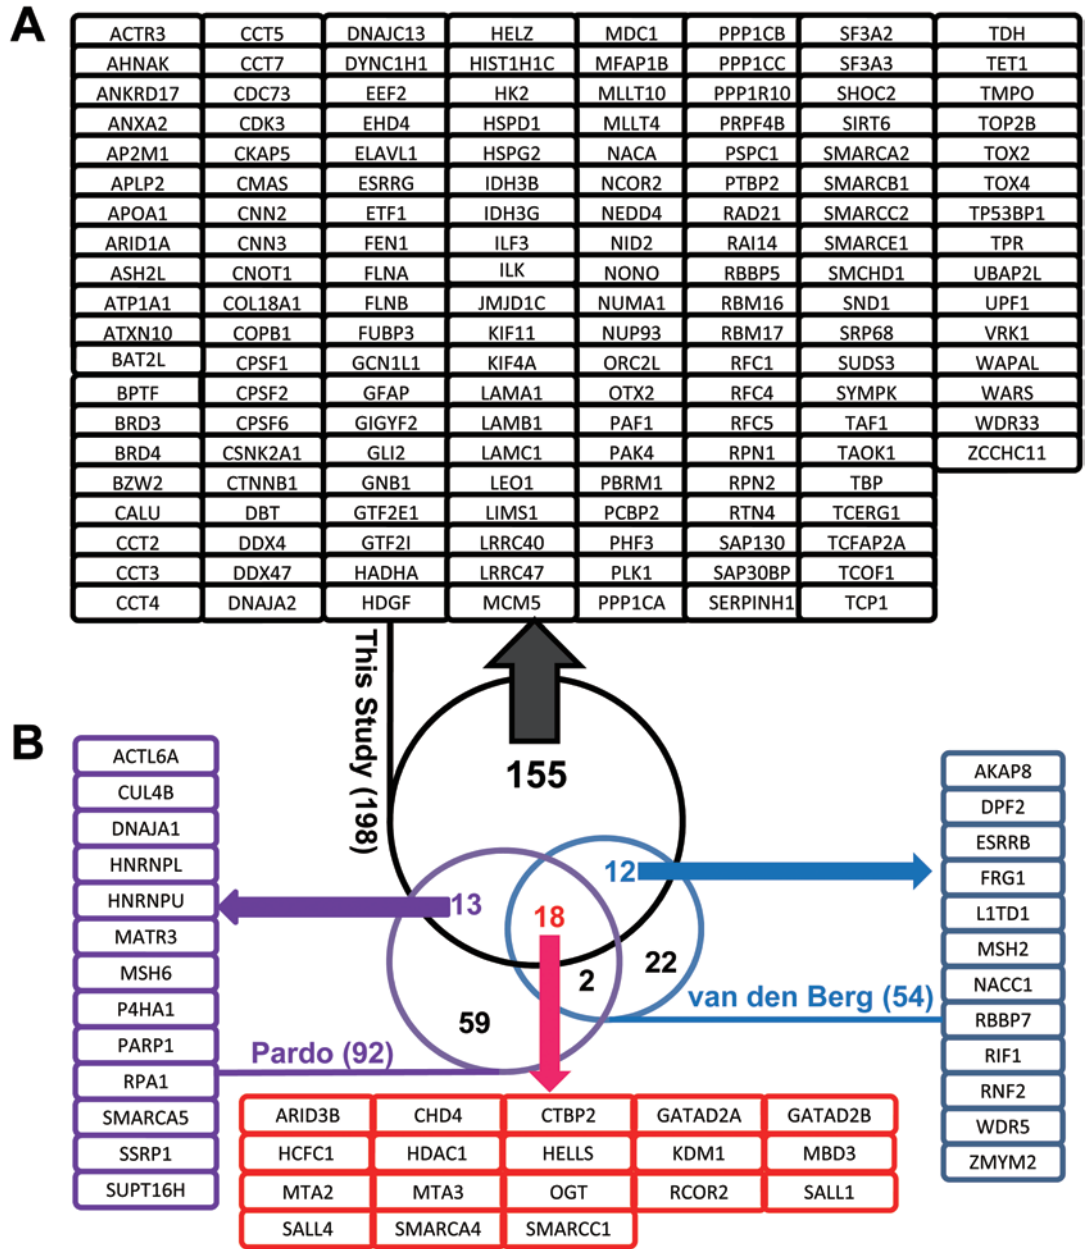 A
ACTR3 CCT5 DNAJC13 HELZ MDC1 PPP1CB SF3A2 TDH
AHNAK CCT7 DYNC1H1 HIST1H1C MFAP1B PPP1CC SF3A3 TET1
ANKRD17 CDC73 EEF2 HK2 MLLT10 PPP1R10 SHOC2 TMPO
ANXA2 CDK3 EHD4 HSPD1 MLLT4 PRPF4B SIRT6 TOP2B
AP2M1 CKAP5 ELAVL1 HSPG2 NACA PSPC1 SMARCA2 TOX2
APLP2 CMAS ESRRG IDH3B NCOR2 PTBP2 SMARCB1 TOX4
APOA1 CNN2 ETF1 IDH3G NEDD4 RAD21 SMARCC2 TP53BP1
ARID1A CNN3 FEN1 ILF3 NID2 RAI14 SMARCE1 TPR
ASH2L CNOT1 FLNA ILK NONO RBBP5 SMCHD1 UBAP2L
ATP1A1 COL18A1 FLNB JMJD1C NUMA1 RBM16 SND1 UPF1
ATXN10 COPB1 FUBP3 KIF11 NUP93 RBM17 SRP68 VRK1
BAT2L CPSF1 GCN1L1 KIF4A ORC2L RFC1 SUDS3 WAPAL
BPTF CPSF2 GFAP LAMA1 OTX2 RFC4 SYMPK WARS
BRD3 CPSF6 GIGYF2 LAMB1 PAF1 RFC5 TAF1 WDR33
BRD4 CSNK2A1 GLI2 LAMC1 PAK4 RPN1 TAOK1 ZCCHC11
BZW2 CTNNB1 GNB1 LEO1 PBRM1 RPN2 TBP
CALU DBT GTF2E1 LIMS1 PCBP2 RTN4 TCERG1
CCT2 DDX4 GTF2I LRRC40 PHF3 SAP130 TCFAP2A
CCT3 DDX47 HADHA LRRC47 PLK1 SAP30BP TCOF1
CCT4 DNAJA2 HDGF MCM5 PPP1CA SERPINH1 TCP1
This Study (198)
155
B
ACTL6A
CUL4B
DNAJA1
HNRNPL
HNRNPU
MATR3
MSH6
P4HA1
PARP1
RPA1
SMARCA5
SSRP1
SUPT16H
12
13
18
22
2
59
van den Berg (54)
Pardo (92)
AKAP8
DPF2
ESRRB
FRG1
L1TD1
MSH2
NACC1
RBBP7
RIF1
RNF2
WDR5
ZMYM2
ARID3B CHD4 CTBP2 GATAD2A GATAD2B
HCFC1 HDAC1 HELLS KDM1 MBD3
MTA2 MTA3 OGT RCOR2 SALL1
SALL4 SMARCA4 SMARCC1